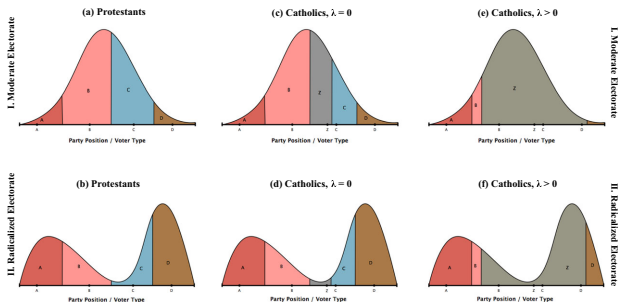 (a) Protestants
(c) Catholics, λ = 0
(e) Catholics, λ > 0
I. Moderate Electorate
A B C D
A B Z C D
A B Z
I. Moderate Electorate
A B C D
A B Z C D
A B Z C D
Party Position / Voter Type
Party Position / Voter Type
Party Position / Voter Type
(b) Protestants
(d) Catholics, λ = 0
(f) Catholics, λ > 0
II. Radicalized Electorate
A B C D
A B C D
A B Z D
II. Radicalized Electorate
A B C D
A B Z C D
A B Z C D
Party Position / Voter Type
Party Position / Voter Type
Party Position / Voter Type